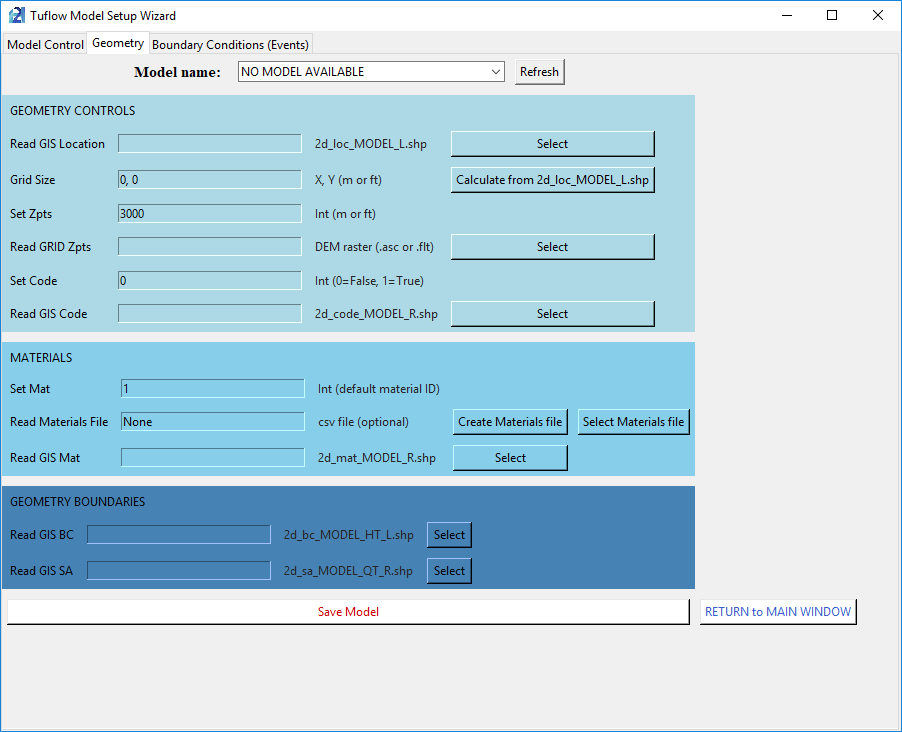 Tuflow Model Setup Wizard
Model Control Geometry Boundary Conditions (Events)
Model name: NO MODEL AVAILABLE Refresh
GEOMETRY CONTROLS
Read GIS Location 2d_loc_MODEL_L.shp Select
Grid Size 0, 0 X, Y (m or ft) Calculate from 2d_loc_MODEL_L.shp
Set Zpts 3000 Int (m or ft)
Read GRID Zpts DEM raster (.asc or .flt) Select
Set Code 0 Int (0=False, 1=True)
Read GIS Code 2d_code_MODEL_R.shp Select
MATERIALS
Set Mat 1 Int (default material ID)
Read Materials File None csv file (optional) Create Materials file Select Materials file
Read GIS Mat 2d_mat_MODEL_R.shp Select
GEOMETRY BOUNDARIES
Read GIS BC 2d_bc_MODEL_HT_L.shp Select
Read GIS SA 2d_sa_MODEL_QT_R.shp Select
Save Model RETURN to MAIN WINDOW